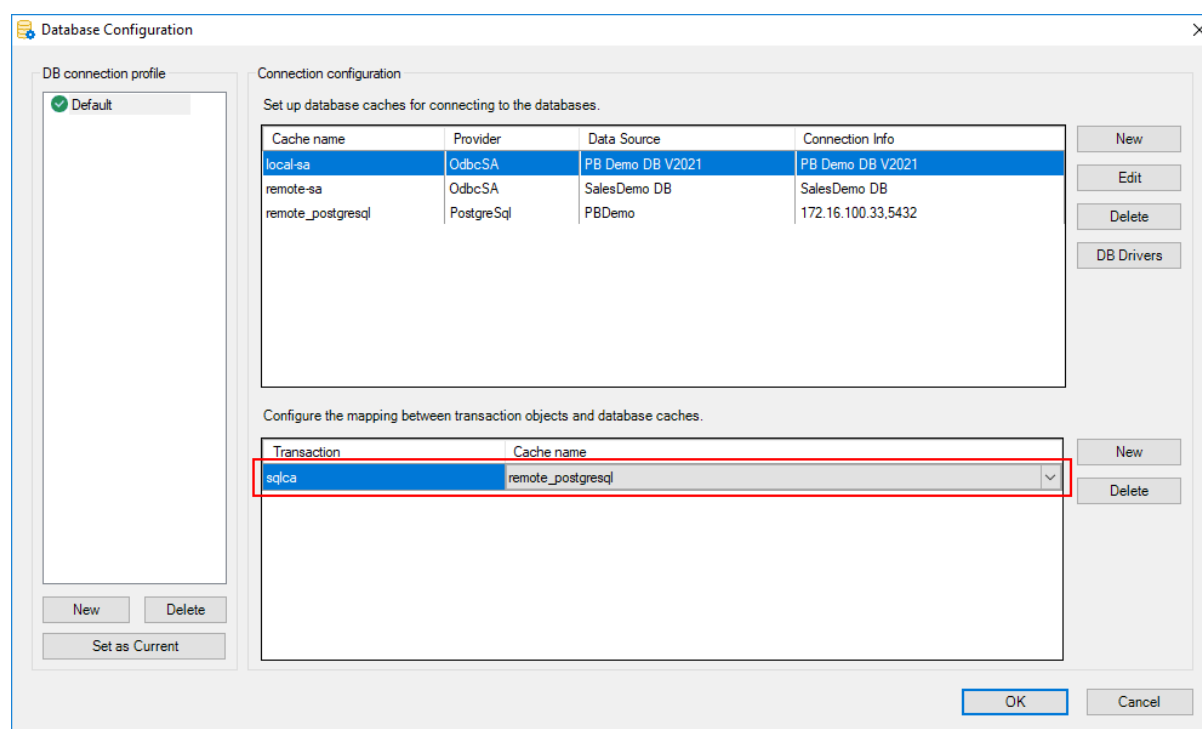 Database Configuration
DB connection profile
Default
New
Delete
Set as Current
Connection configuration
Set up database caches for connecting to the databases.
Cache name Provider Data Source Connection Info
local-sa OdbcSA PB Demo DB V2021 PB Demo DB V2021
remote-sa OdbcSA SalesDemo DB SalesDemo DB
remote_postgresql PostgreSql PBDemo 172.16.100.33,5432
New
Edit
Delete
DB Drivers
Configure the mapping between transaction objects and database caches.
Transaction Cache name
sqlca remote_postgresql
New
Delete
OK
Cancel